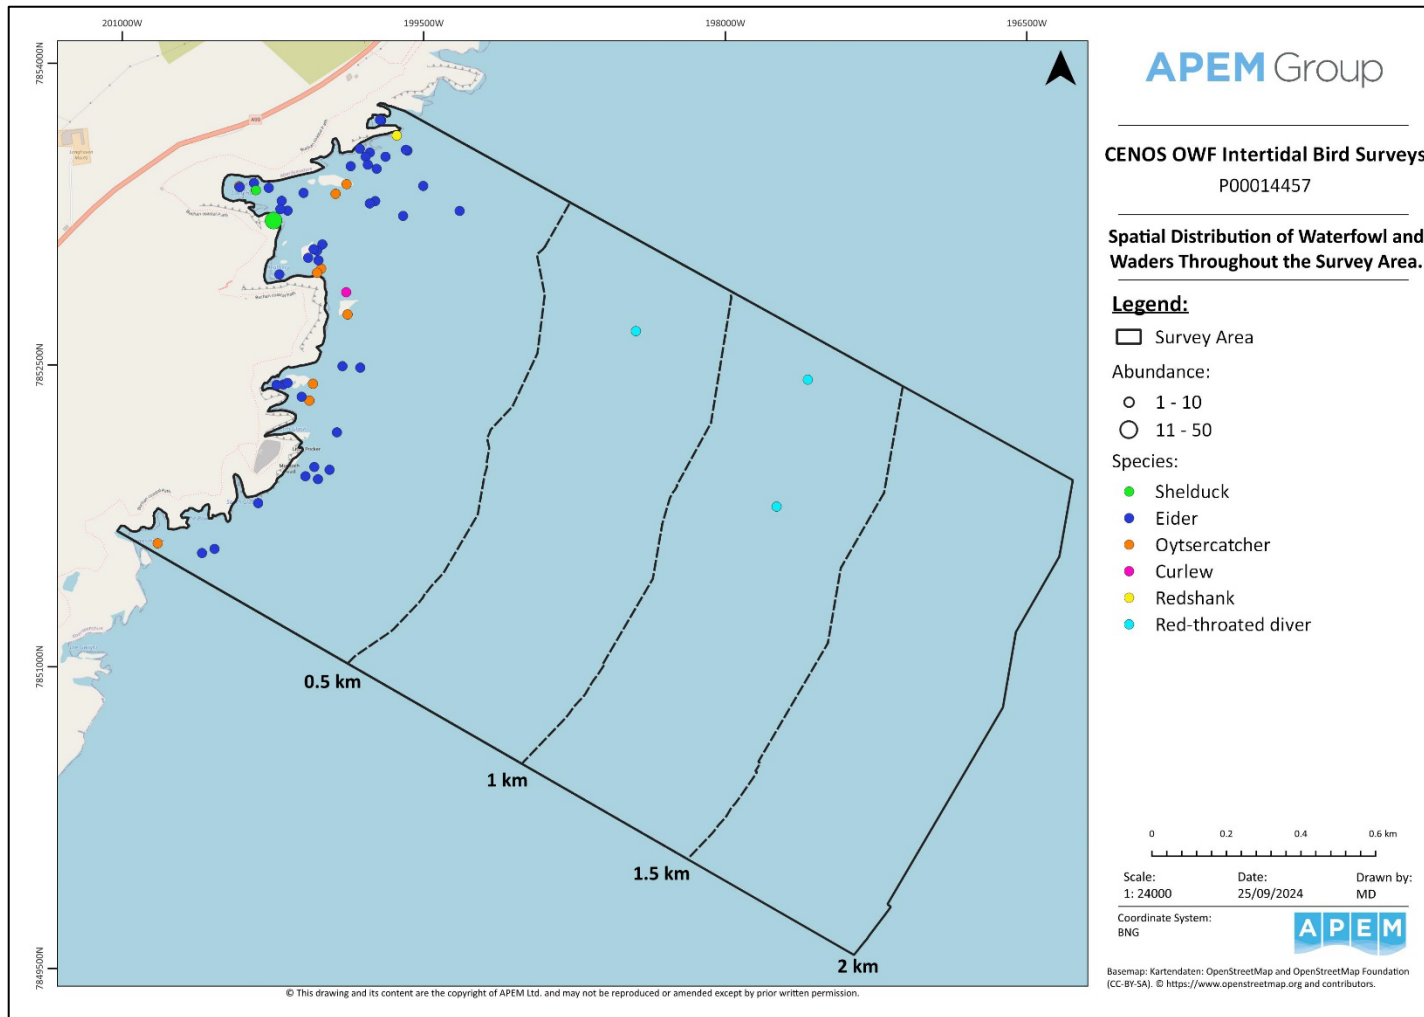 201000W
199500W
198000W
196500W
7854000N
7852500N
7851000N
7849500N
400
0.5 km
1 km
1.5 km
2 km
© This drawing and its content are the copyright of APEM Ltd. and may not be reproduced or amended except by prior written permission.
APEM Group
CENOS OWF Intertidal Bird Surveys
P00014457
Spatial Distribution of Waterfowl and
Waders Throughout the Survey Area.
Legend:
Survey Area
Abundance:
1 - 10
11 - 50
Species:
Shelduck
Eider
Oytsercatcher
Curlew
Redshank
Red-throated diver
0 0.2 0.4 0.6 km
Scale: Date: Drawn by:
1: 24000 25/09/2024 MD
Coordinate System:
BNG
APEM
Basemap: Kartendaten: OpenStreetMap and OpenStreetMap Foundation
(CC-BY-SA). © https://www.openstreetmap.org and contributors.